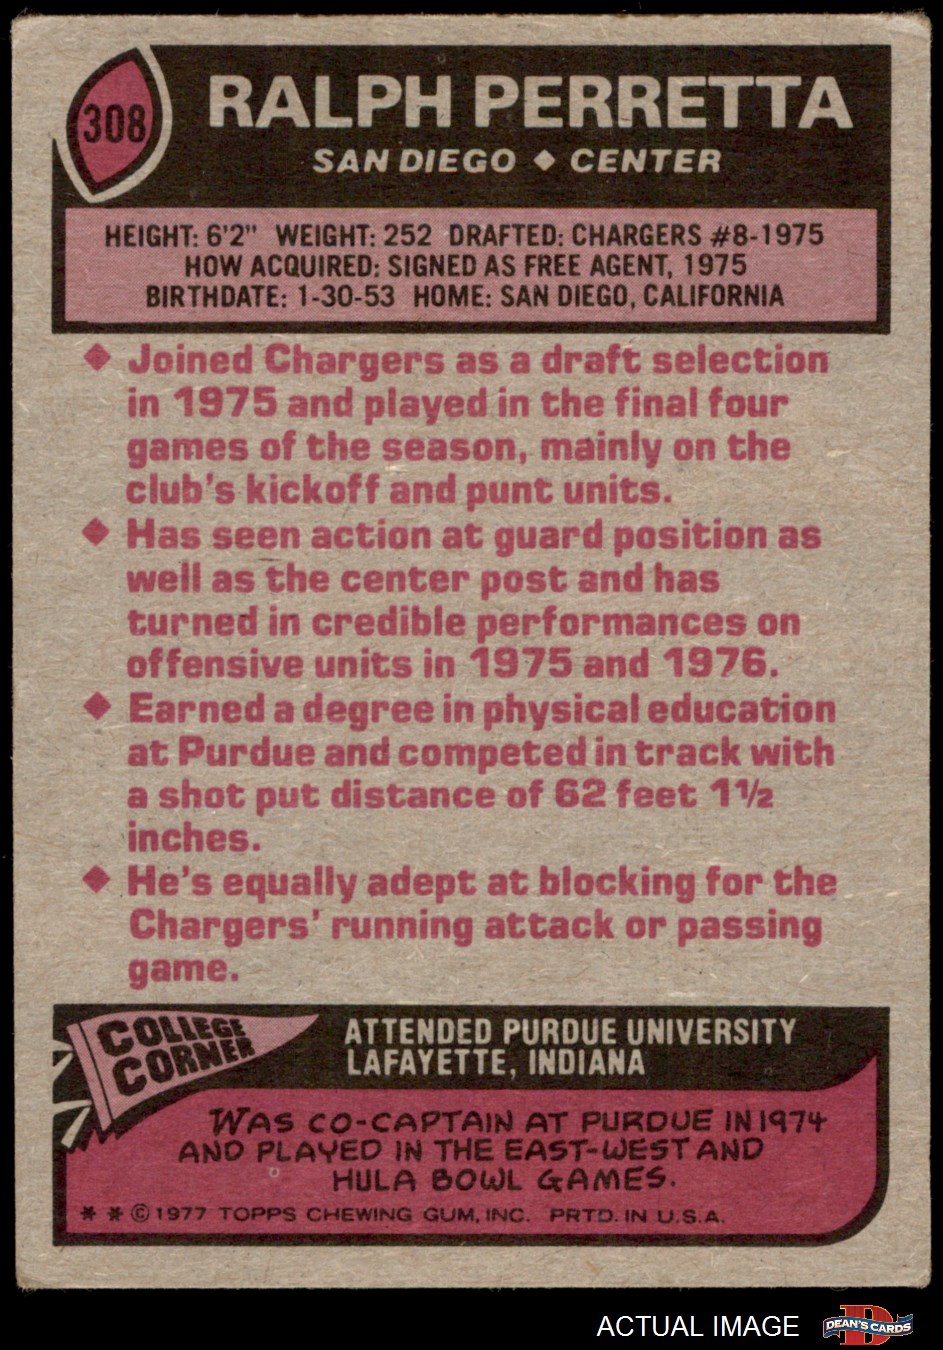 308
RALPH PERRETTA
SAN DIEGO ◆ CENTER
HEIGHT: 6'2" WEIGHT: 252 DRAFTED: CHARGERS #8-1975
HOW ACQUIRED: SIGNED AS FREE AGENT, 1975
BIRTHDATE: 1-30-53 HOME: SAN DIEGO, CALIFORNIA
◆ Joined Chargers as a draft selection
in 1975 and played in the final four
games of the season, mainly on the
club's kickoff and punt units.
◆ Has seen action at guard position as
well as the center post and has
turned in credible performances on
offensive units in 1975 and 1976.
◆ Earned a degree in physical education
at Purdue and competed in track with
a shot put distance of 62 feet 1½
inches.
◆ He's equally adept at blocking for the
Chargers' running attack or passing
game.
COLLEGE
CORNER
ATTENDED PURDUE UNIVERSITY
LAFAYETTE, INDIANA
WAS CO-CAPTAIN AT PURDUE IN 1974
AND PLAYED IN THE EAST-WEST AND
HULA BOWL GAMES.
* * © 1977 TOPPS CHEWING GUM, INC. PRTD. IN U.S.A.
ACTUAL IMAGE
D
DEAN'S CARDS